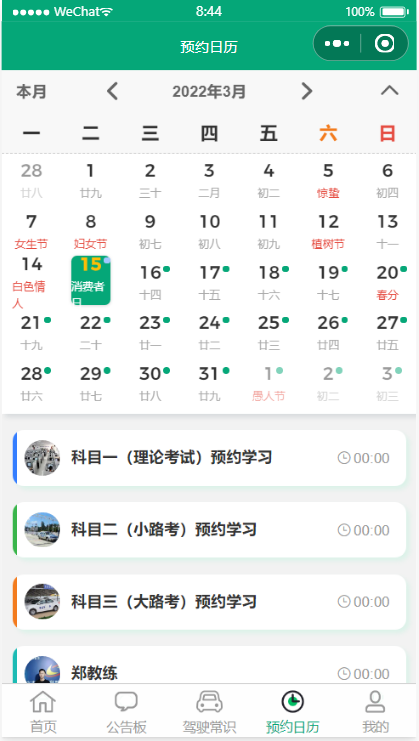 WeChat 8:44 100%
预约日历
本月 2022年3月
一 二 三 四 五 六 日
28 1 2 3 4 5 6
廿八 廿九 三十 二月 初二 惊蛰 初四
7 8 9 10 11 12 13
女生节 妇女节 初七 初八 初九 植树节 十一
14 15 16 17 18 19 20
白色情人 消费者日 十四 十五 十六 十七 春分
21 22 23 24 25 26 27
十九 二十 廿一 廿二 廿三 廿四 廿五
28 29 30 31 1 2 3
廿六 廿七 廿八 廿九 愚人节 初二 初三
科目一（理论考试）预约学习 00:00
科目二（小路考）预约学习 00:00
科目三（大路考）预约学习 00:00
郑教练 00:00
首页 公告板 驾驶常识 预约日历 我的